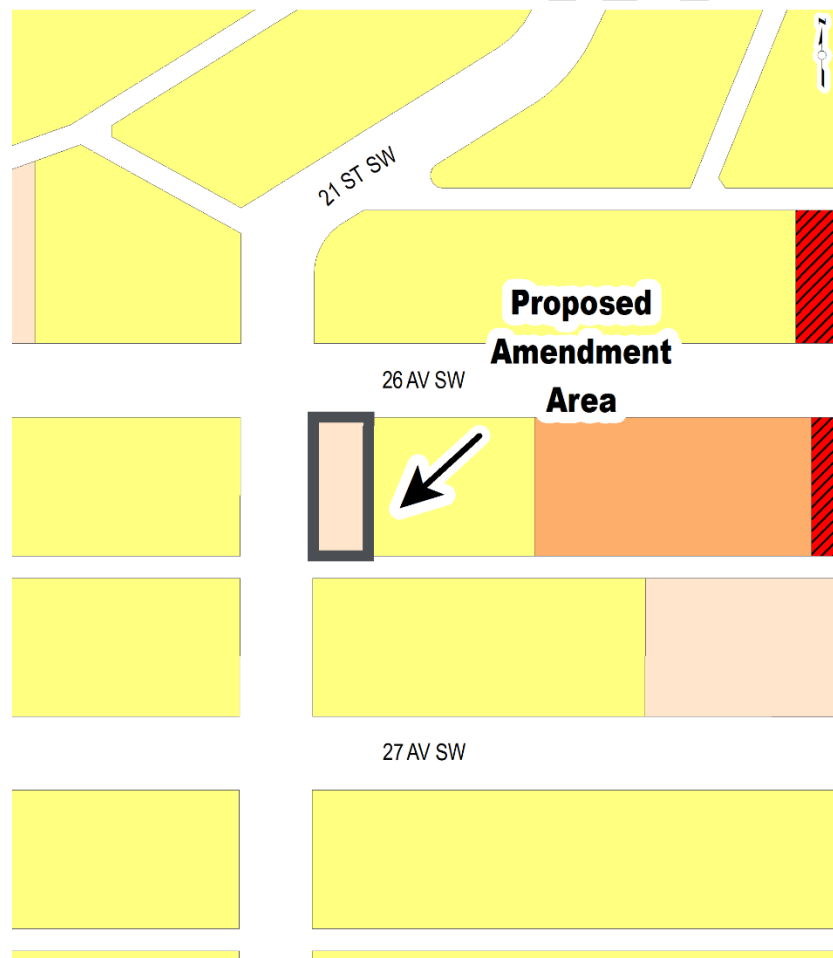 N
21 ST SW
Proposed
Amendment
Area
26 AV SW
27 AV SW